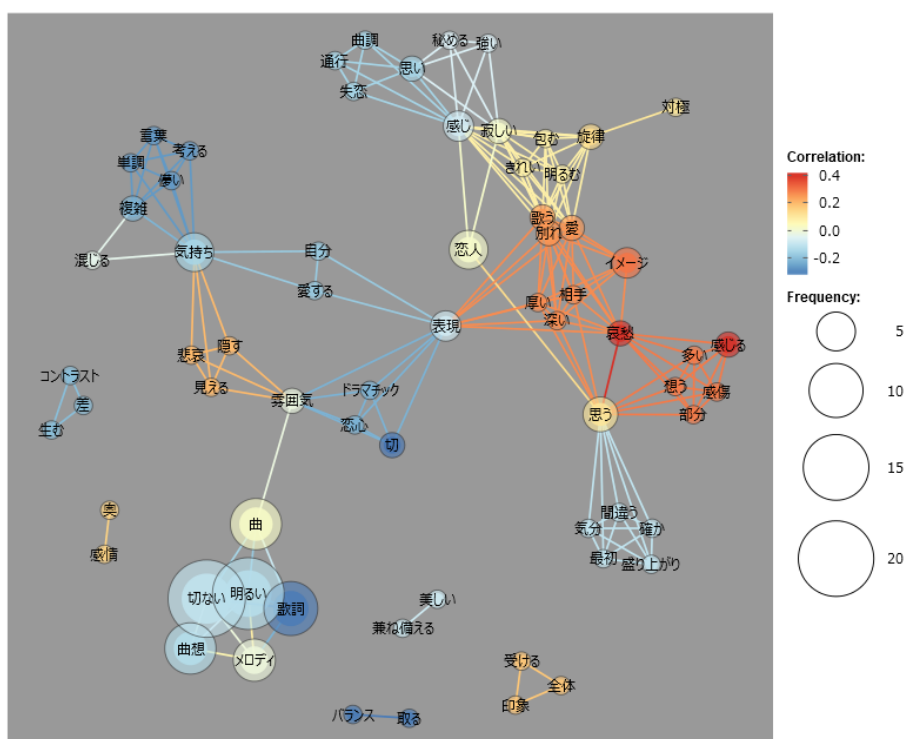 曲調
秘める
強い
通行
思い
失恋
感じ
寂しい
包む
旋律
対極
きれい
明るむ
言葉
単調
考える
儚い
複雑
混じる
気持ち
自分
愛する
恋人
歌う
別れ
愛
イメージ
厚い
相手
深い
表現
哀愁
感じる
多い
想う
感傷
部分
思う
悲哀
隠す
見える
雰囲気
ドラマチック
恋心
切
コントラスト
差
生む
奥
感情
間違う
気分
確か
最初
盛り上がり
曲
切ない
明るい
歌詞
曲想
メロディ
美しい
兼ね備える
受ける
全体
印象
バランス
取る
Correlation:
0.4
0.2
0.0
-0.2
Frequency:
5
10
15
20